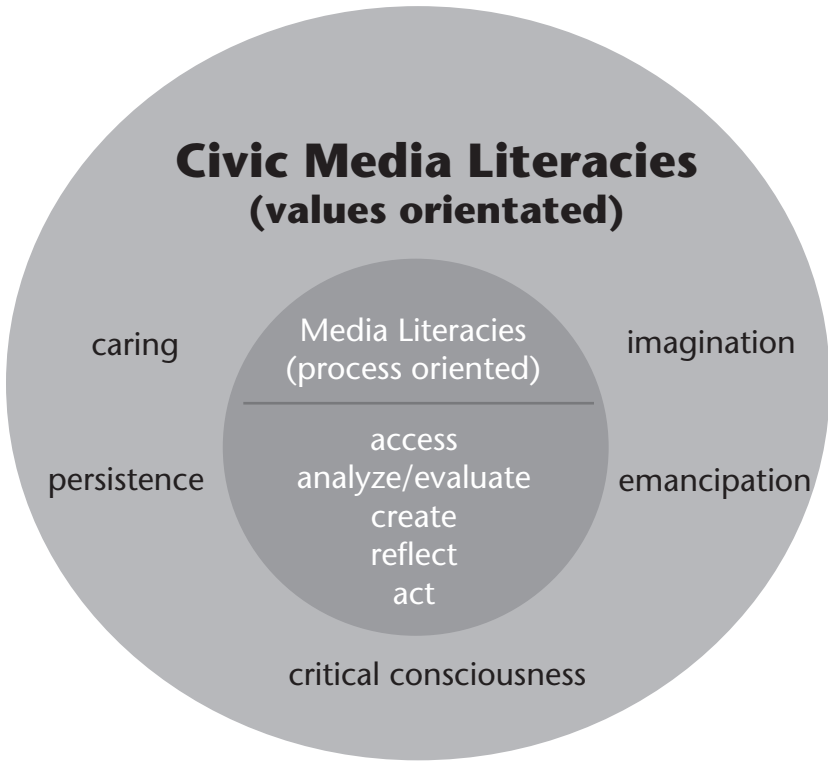 Civic Media Literacies
(values orientated)
Media Literacies
(process oriented)
caring
imagination
access
analyze/evaluate
create
reflect
act
persistence
emancipation
critical consciousness